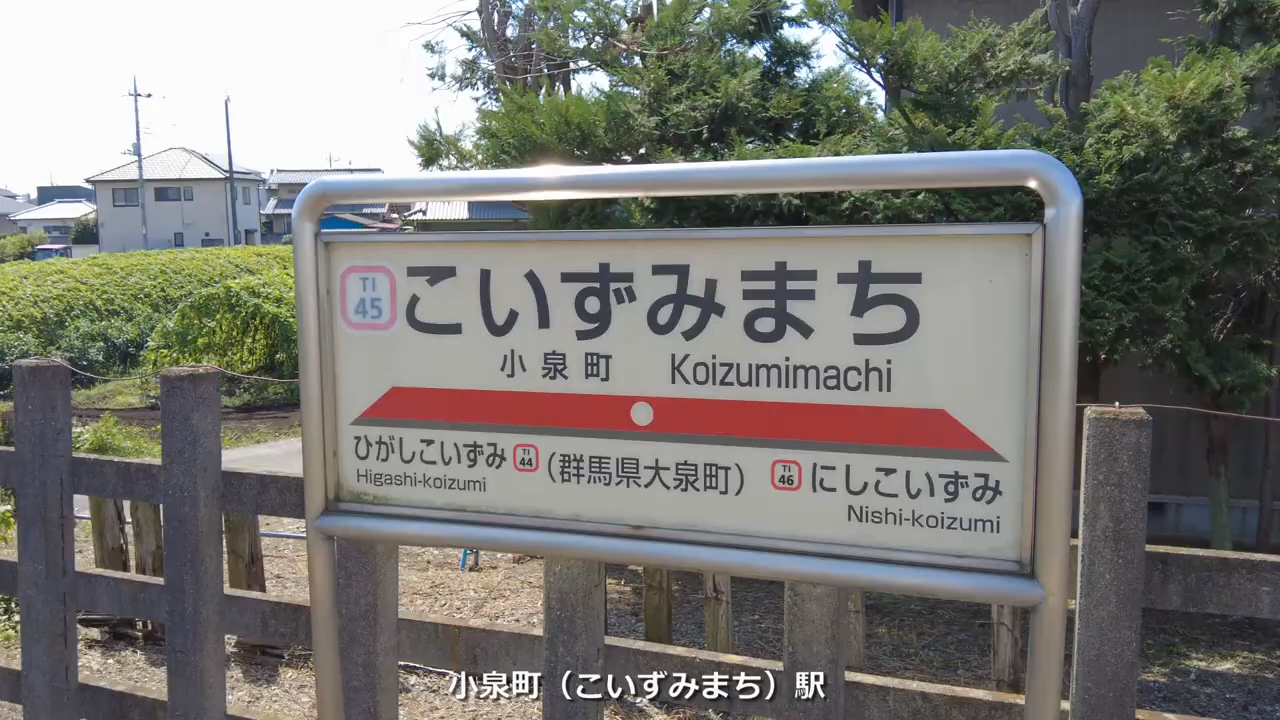 TI
45
こいずみまち
小泉町 Koizumimachi
ひがしこいずみ
Higashi-koizumi
TI
44
(群馬県大泉町)
TI
46
にしこいずみ
Nishi-koizumi
小泉町（こいずみまち）駅